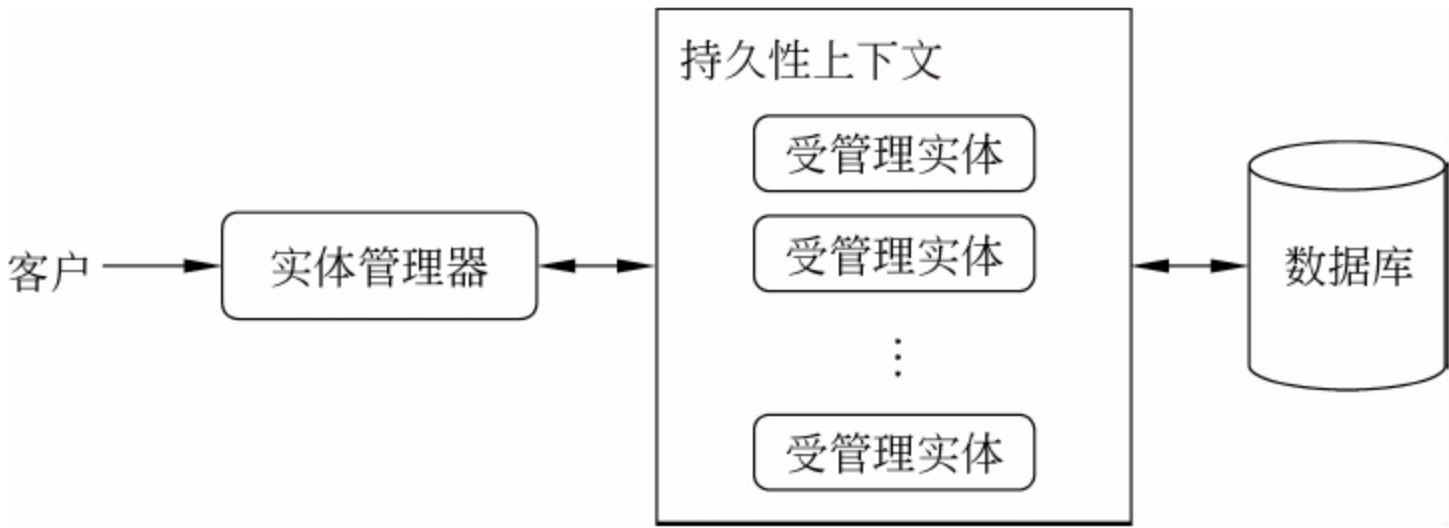 持久性上下文
受管理实体
受管理实体
客户
实体管理器
数据库
⋮
受管理实体